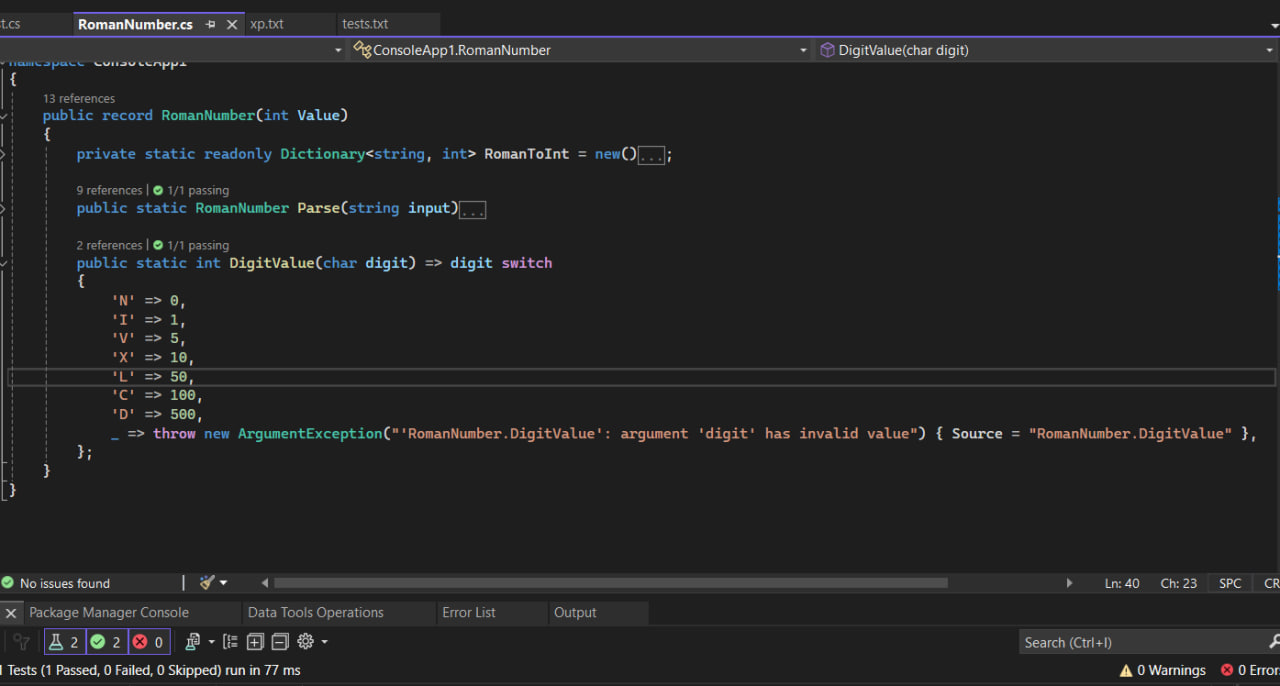 t.cs RomanNumber.cs xp.txt tests.txt
ConsoleApp1.RomanNumber DigitValue(char digit)
namespace ConsoleApp1
{
13 references
public record RomanNumber(int Value)
{
private static readonly Dictionary<string, int> RomanToInt = new()...;
9 references | 1/1 passing
public static RomanNumber Parse(string input)...
2 references | 1/1 passing
public static int DigitValue(char digit) => digit switch
{
'N' => 0,
'I' => 1,
'V' => 5,
'X' => 10,
'L' => 50,
'C' => 100,
'D' => 500,
_ => throw new ArgumentException("'RomanNumber.DigitValue': argument 'digit' has invalid value") { Source = "RomanNumber.DigitValue" },
};
}
}
No issues found Ln: 40 Ch: 23 SPC CR
Package Manager Console Data Tools Operations Error List Output
2 2 0 Search (Ctrl+I)
1 Tests (1 Passed, 0 Failed, 0 Skipped) run in 77 ms 0 Warnings 0 Error